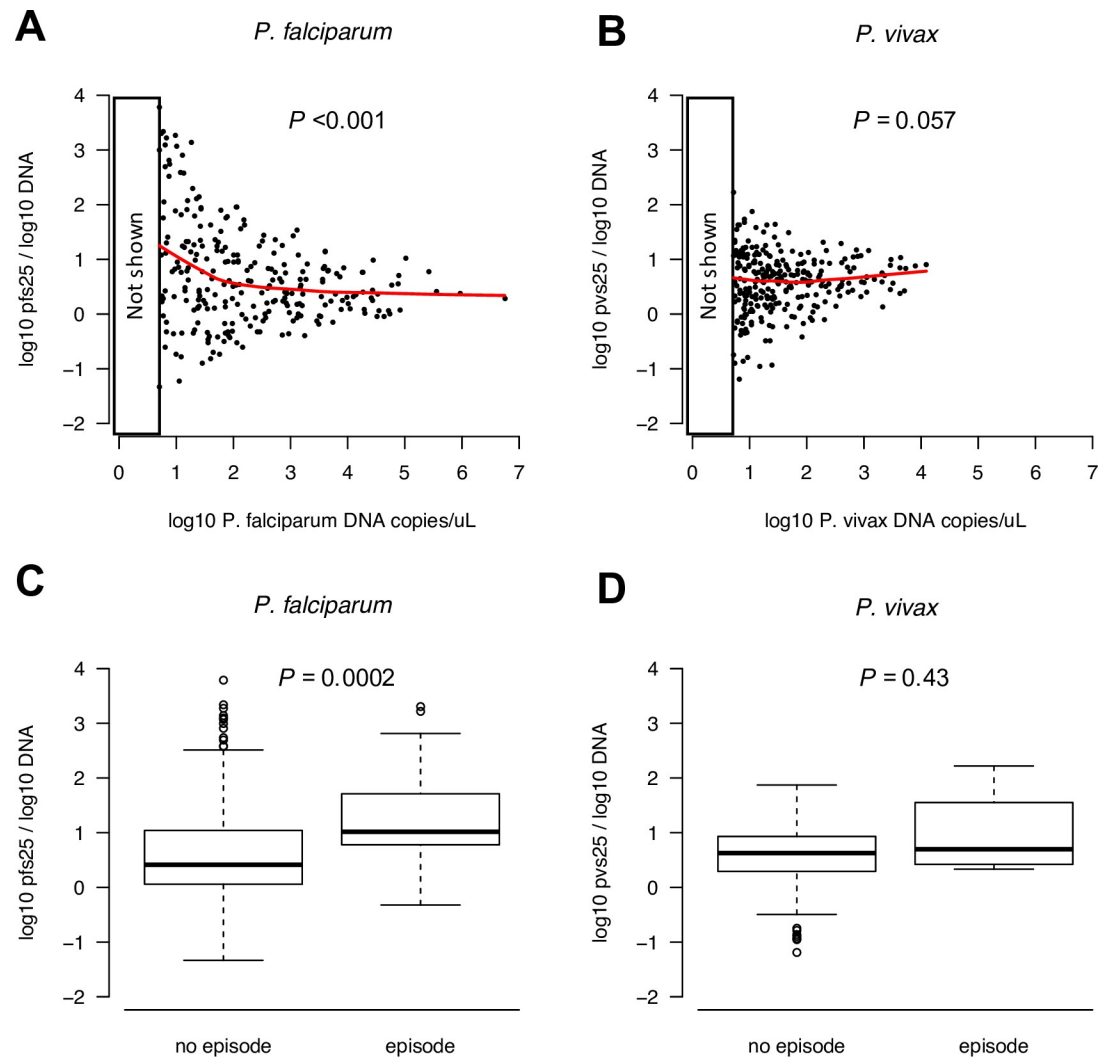 A
P. falciparum
P <0.001
log10 pfs25 / log10 DNA
4
3
2
1
0
−1
−2
Not shown
0 1 2 3 4 5 6 7
log10 P. falciparum DNA copies/uL
B
P. vivax
P = 0.057
log10 pvs25 / log10 DNA
4
3
2
1
0
−1
−2
Not shown
0 1 2 3 4 5 6 7
log10 P. vivax DNA copies/uL
C
P. falciparum
P = 0.0002
log10 pfs25 / log10 DNA
4
3
2
1
0
−1
−2
no episode episode
D
P. vivax
P = 0.43
log10 pvs25 / log10 DNA
4
3
2
1
0
−1
−2
no episode episode